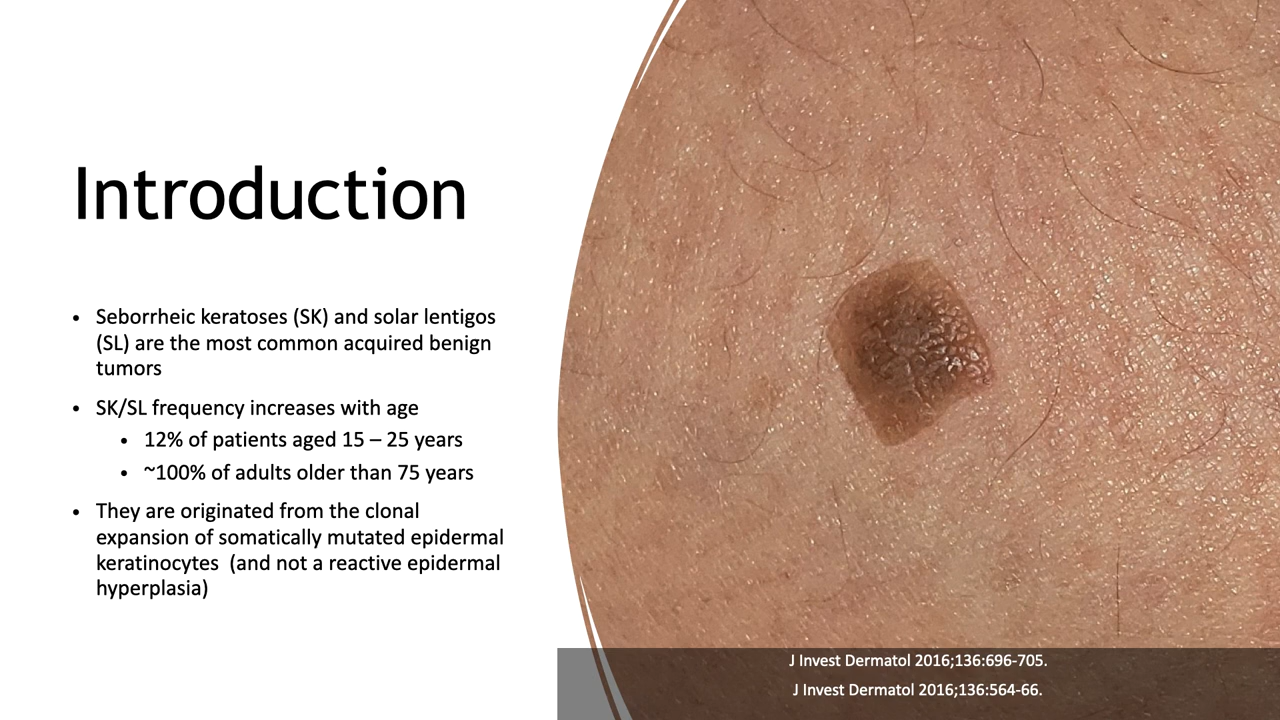 Introduction
• Seborrheic keratoses (SK) and solar lentigos
(SL) are the most common acquired benign
tumors
• SK/SL frequency increases with age
• 12% of patients aged 15 – 25 years
• ~100% of adults older than 75 years
• They are originated from the clonal
expansion of somatically mutated epidermal
keratinocytes (and not a reactive epidermal
hyperplasia)
J Invest Dermatol 2016;136:696-705.
J Invest Dermatol 2016;136:564-66.